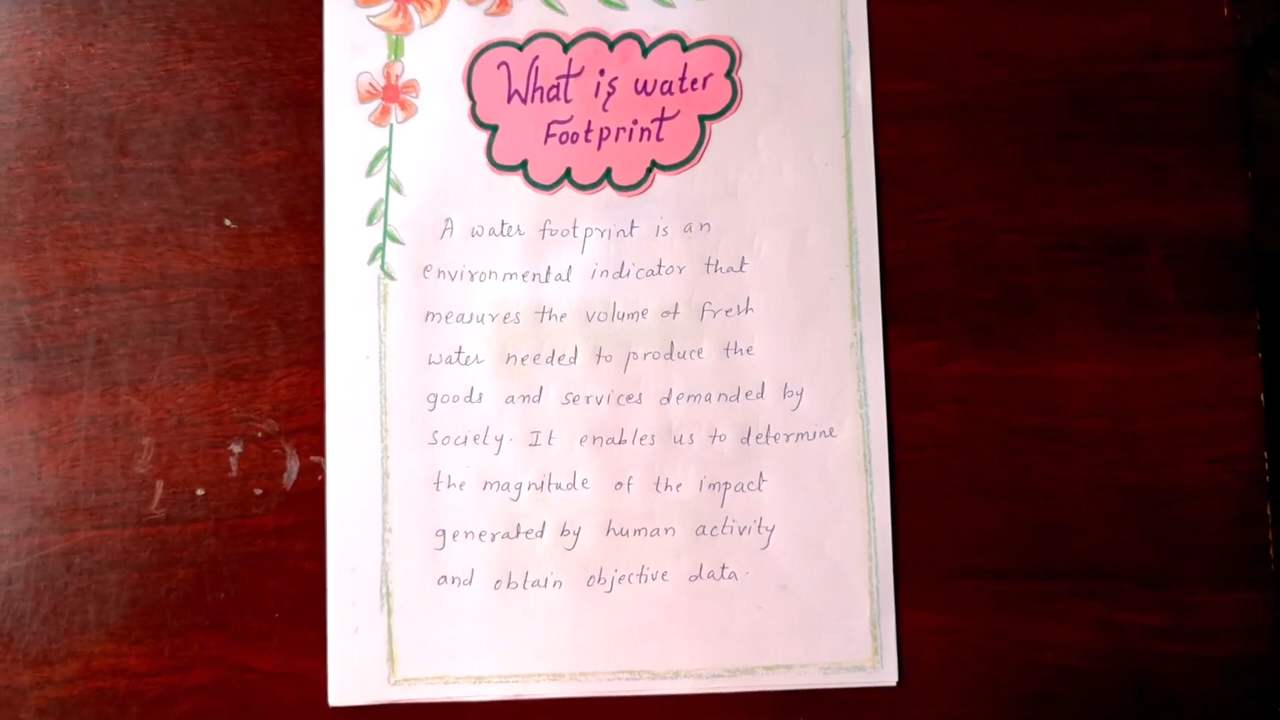 What is water
Footprint
A water footprint is an
environmental indicator that
measures the volume of fresh
water needed to produce the
goods and services demanded by
society. It enables us to determine
the magnitude of the impact
generated by human activity
and obtain objective data.